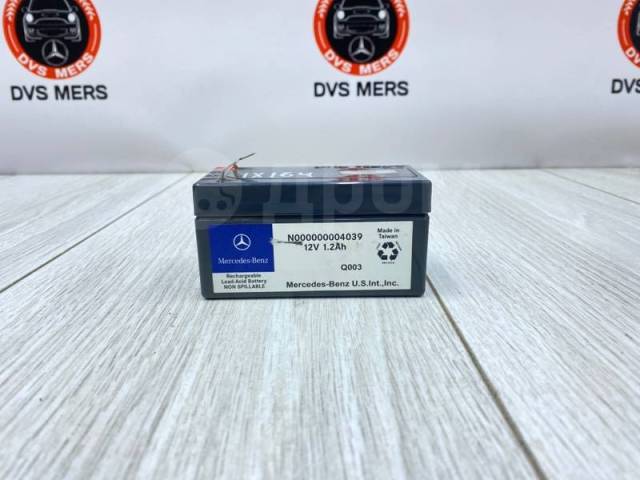 DVS MERS
DVS MERS
X164
N000000004039
12V 1.2Ah
Q003
Made in
Taiwan
Mercedes-Benz
Rechargeable
Lead-Acid Battery
NON SPILLABLE
Mercedes-Benz U.S.Int.,Inc.